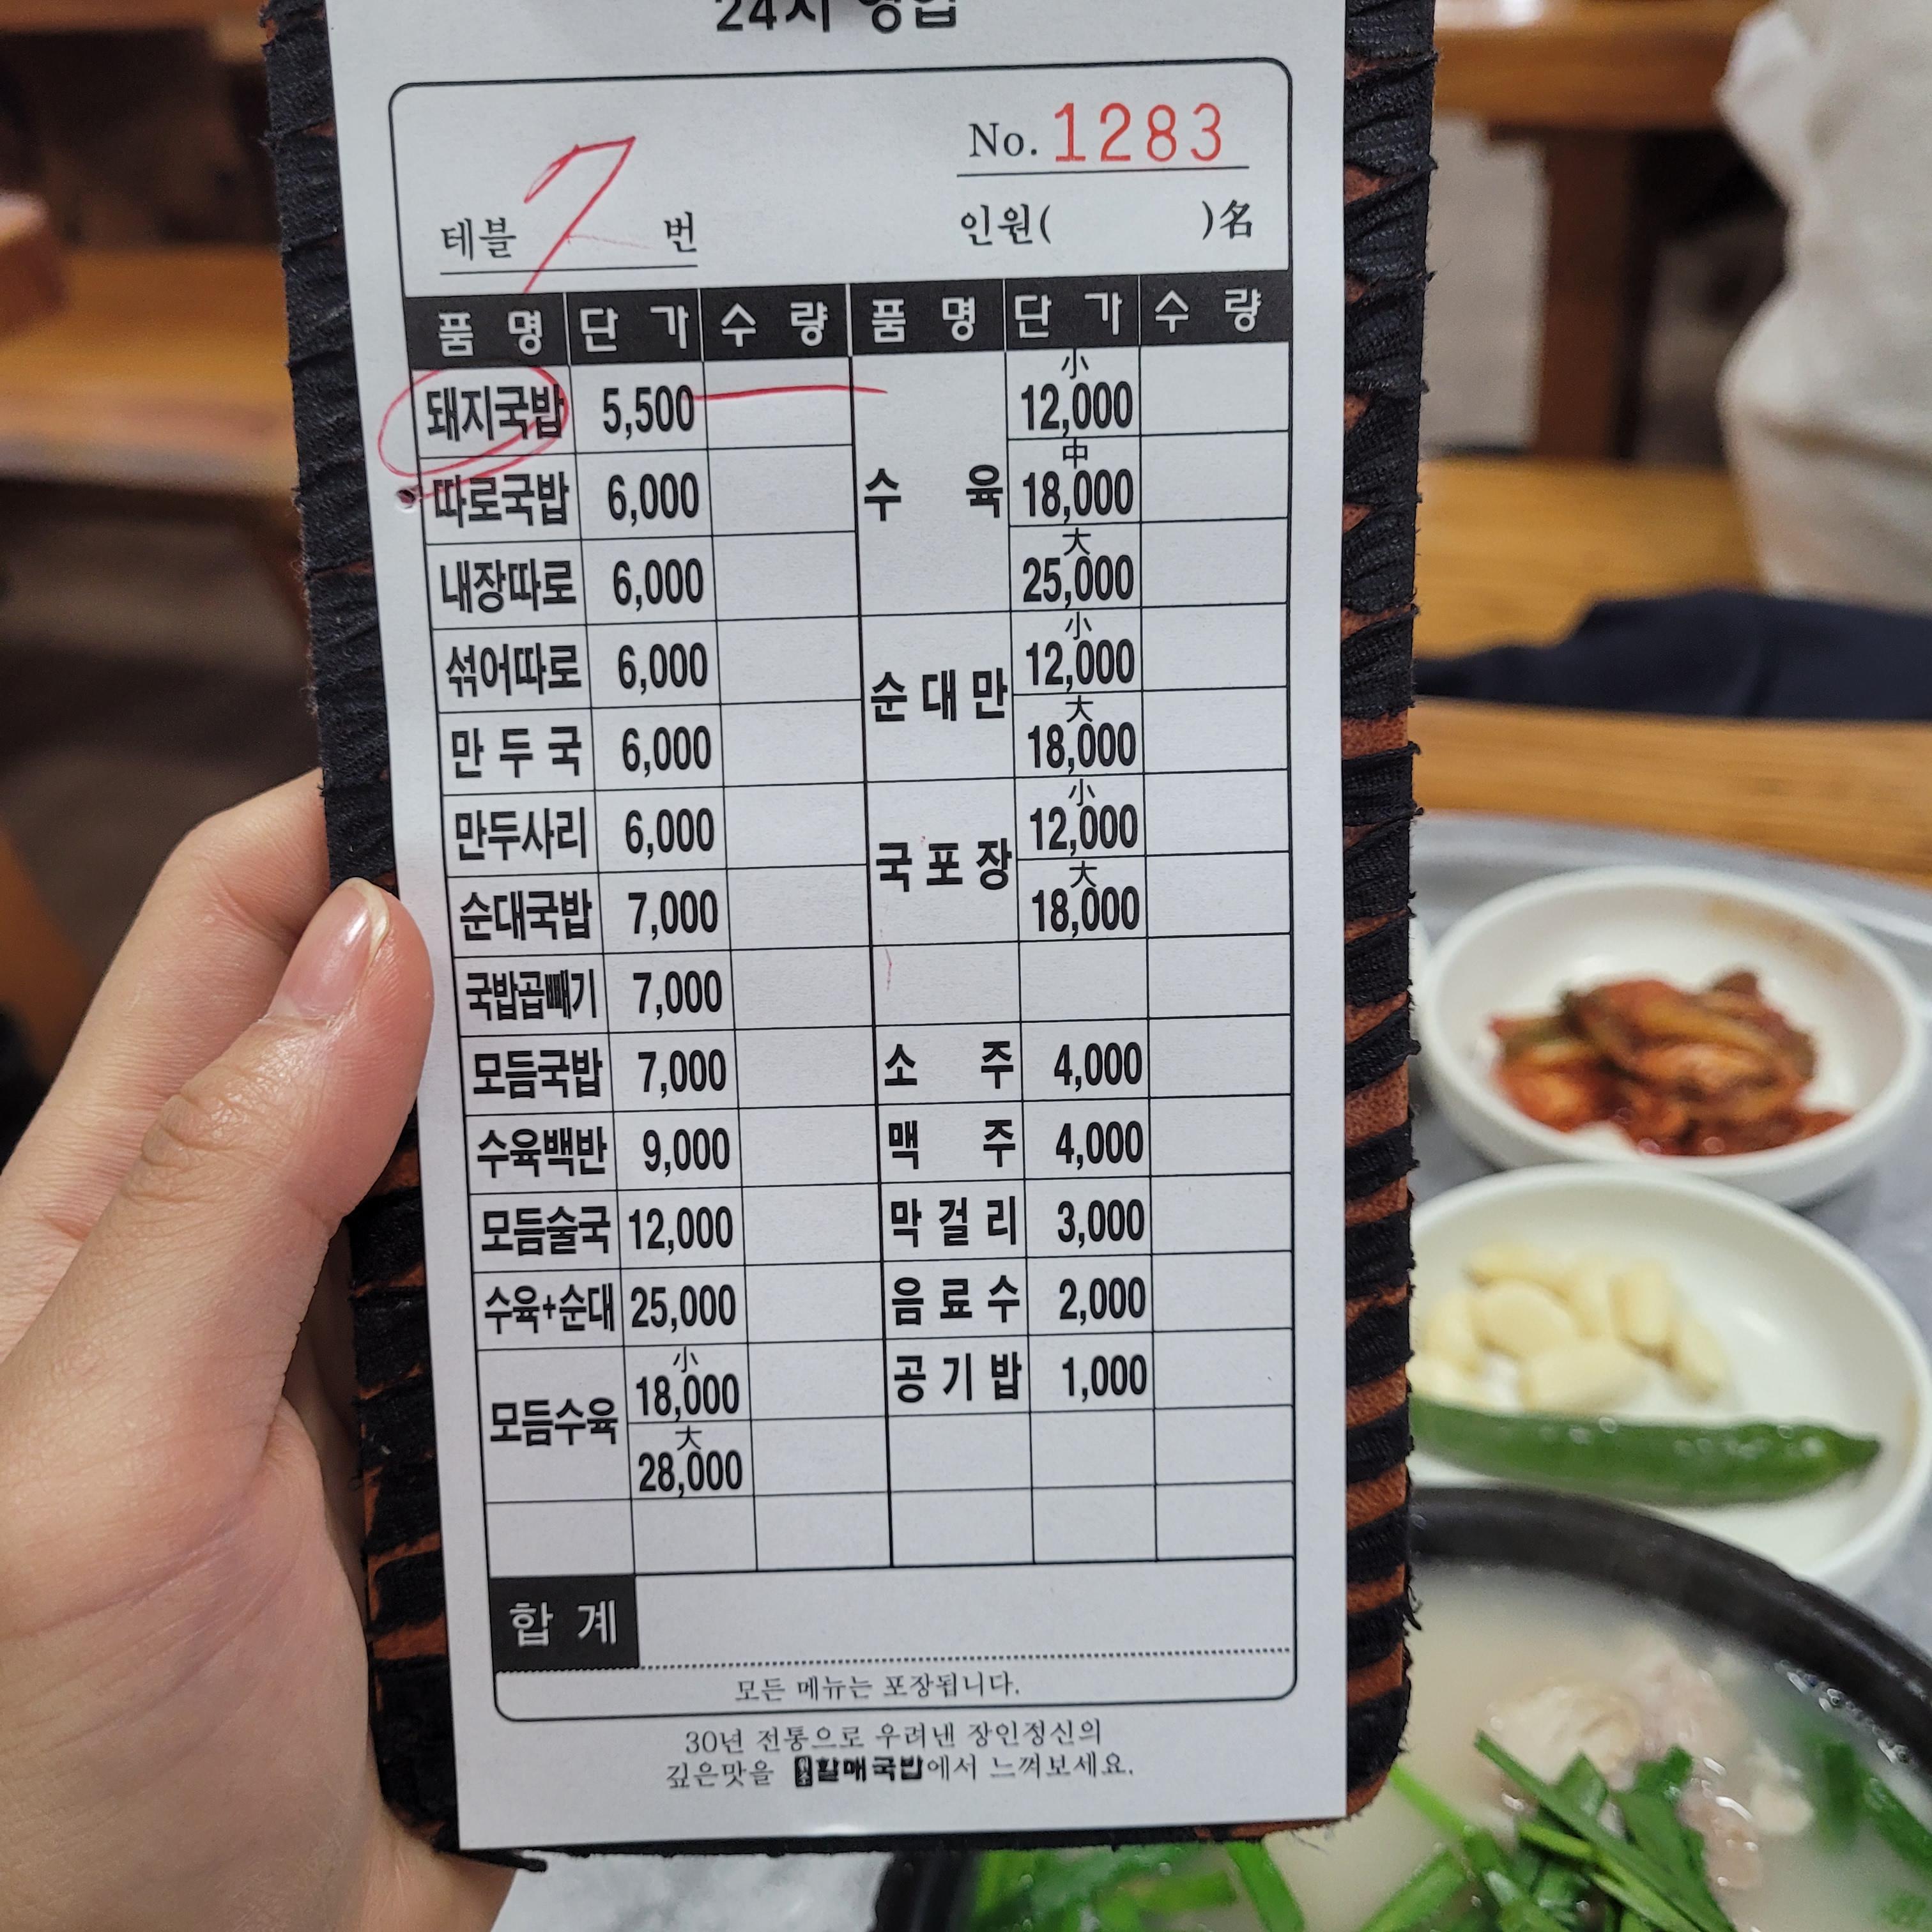 24시 영업
No. 1283
테블 7 번
인원( )名
품 명 단 가 수 량 품 명 단 가 수 량
돼지국밥 5,500
따로국밥 6,000
내장따로 6,000
섞어따로 6,000
만 두 국 6,000
만두사리 6,000
순대국밥 7,000
국밥곱빼기 7,000
모듬국밥 7,000
수육백반 9,000
모듬술국 12,000
수육+순대 25,000
모듬수육 小 18,000
大 28,000
수 육 小 12,000
中 18,000
大 25,000
순 대 만 小 12,000
大 18,000
국 포 장 小 12,000
大 18,000
소 주 4,000
맥 주 4,000
막 걸 리 3,000
음 료 수 2,000
공 기 밥 1,000
합 계
모든 메뉴는 포장됩니다.
30년 전통으로 우려낸 장인정신의
깊은맛을 할매국밥에서 느껴보세요.